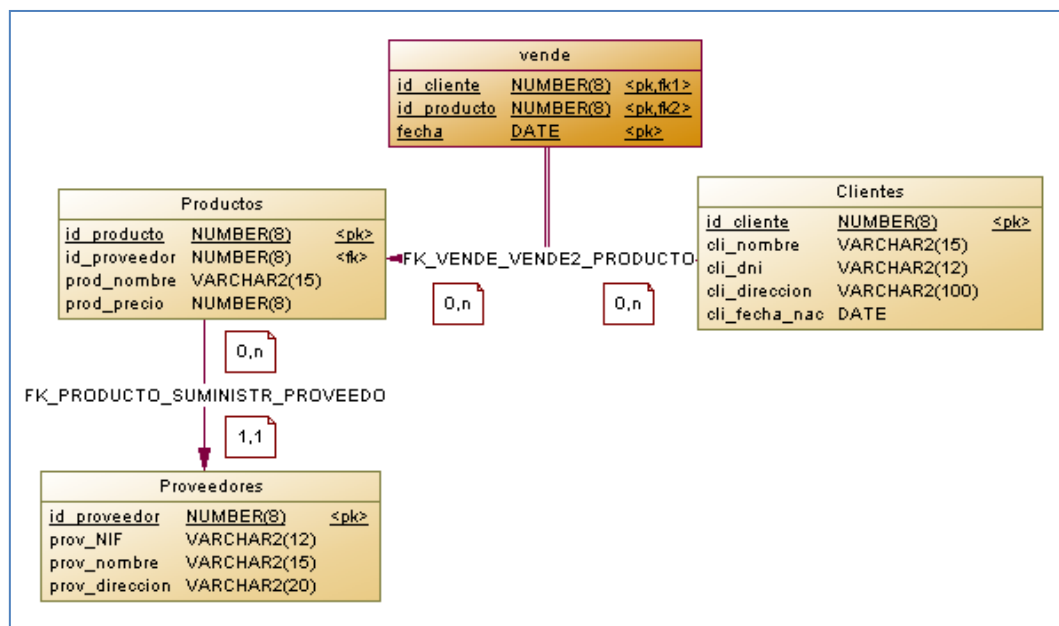 vende
id_cliente NUMBER(8) <pk,fk1>
id_producto NUMBER(8) <pk,fk2>
fecha DATE <pk>
Productos
id_producto NUMBER(8) <pk>
id_proveedor NUMBER(8) <fk>
prod_nombre VARCHAR2(15)
prod_precio NUMBER(8)
Clientes
id_cliente NUMBER(8) <pk>
cli_nombre VARCHAR2(15)
cli_dni VARCHAR2(12)
cli_direccion VARCHAR2(100)
cli_fecha_nac DATE
FK_VENDE_VENDE2_PRODUCTO
0,n
0,n
0,n
FK_PRODUCTO_SUMINISTR_PROVEEDO
1,1
Proveedores
id_proveedor NUMBER(8) <pk>
prov_NIF VARCHAR2(12)
prov_nombre VARCHAR2(15)
prov_direccion VARCHAR2(20)